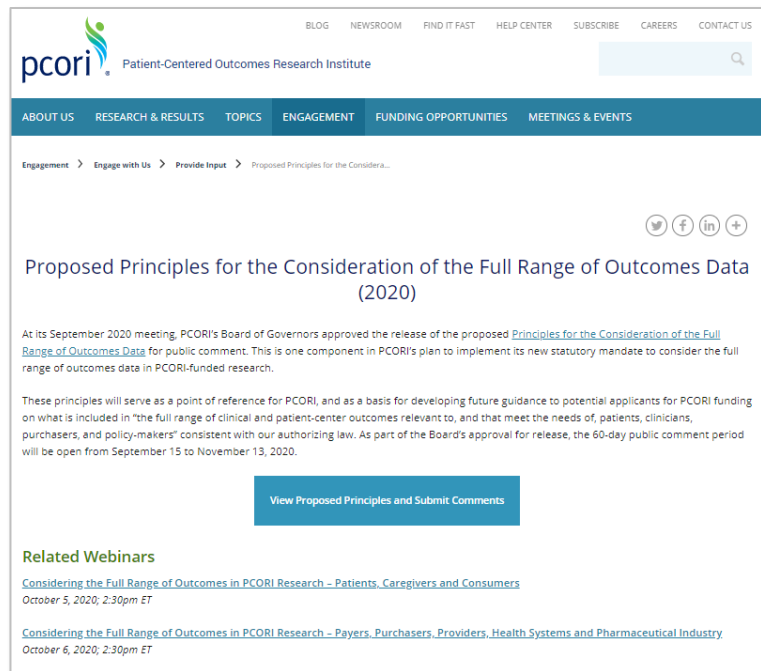 BLOG NEWSROOM FIND IT FAST HELP CENTER SUBSCRIBE CAREERS CONTACT US
pcori. Patient-Centered Outcomes Research Institute
ABOUT US RESEARCH & RESULTS TOPICS ENGAGEMENT FUNDING OPPORTUNITIES MEETINGS & EVENTS
Engagement > Engage with Us > Provide Input > Proposed Principles for the Considera...
Proposed Principles for the Consideration of the Full Range of Outcomes Data
(2020)
At its September 2020 meeting, PCORI's Board of Governors approved the release of the proposed Principles for the Consideration of the Full
Range of Outcomes Data for public comment. This is one component in PCORI's plan to implement its new statutory mandate to consider the full
range of outcomes data in PCORI-funded research.
These principles will serve as a point of reference for PCORI, and as a basis for developing future guidance to potential applicants for PCORI funding
on what is included in "the full range of clinical and patient-center outcomes relevant to, and that meet the needs of, patients, clinicians,
purchasers, and policy-makers" consistent with our authorizing law. As part of the Board's approval for release, the 60-day public comment period
will be open from September 15 to November 13, 2020.
View Proposed Principles and Submit Comments
Related Webinars
Considering the Full Range of Outcomes in PCORI Research – Patients, Caregivers and Consumers
October 5, 2020; 2:30pm ET
Considering the Full Range of Outcomes in PCORI Research – Payers, Purchasers, Providers, Health Systems and Pharmaceutical Industry
October 6, 2020; 2:30pm ET